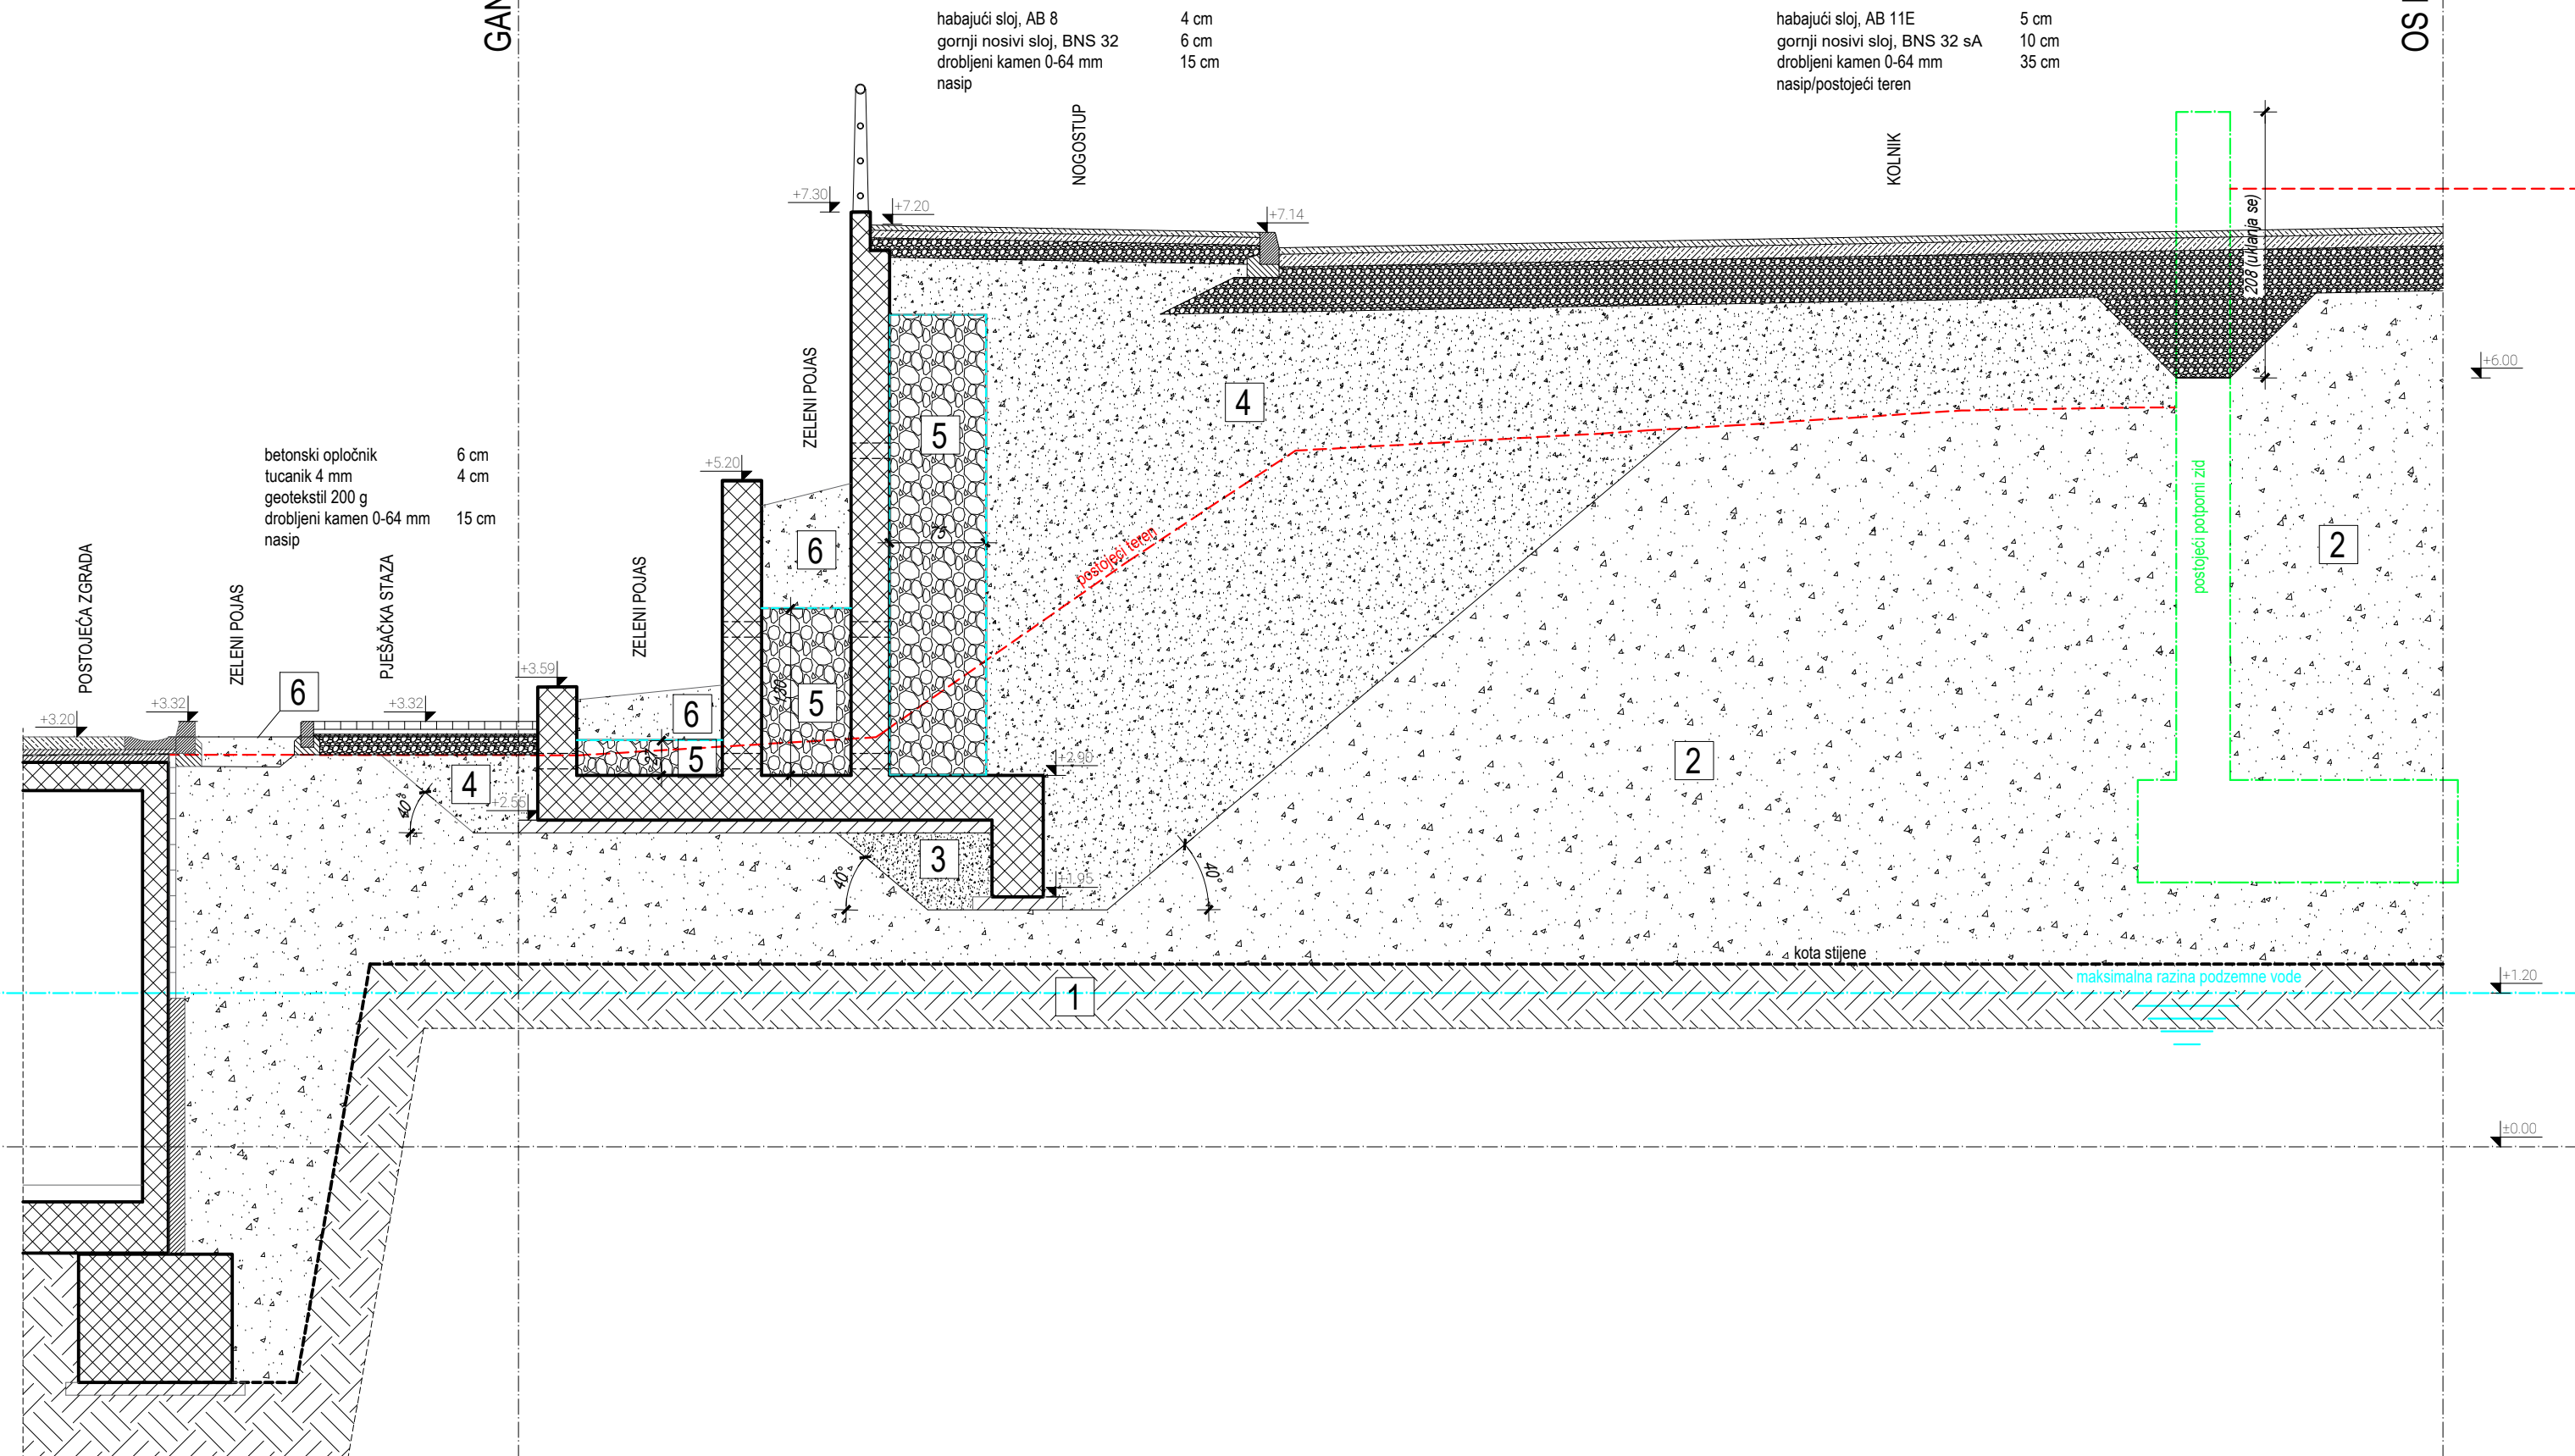 GAN
OS
habajući sloj, AB 8 4 cm
gornji nosivi sloj, BNS 32 6 cm
drobljeni kamen 0-64 mm 15 cm
nasip
habajući sloj, AB 11E 5 cm
gornji nosivi sloj, BNS 32 sA 10 cm
drobljeni kamen 0-64 mm 35 cm
nasip/postojeći teren
NOGOSTUP
KOLNIK
+7.30
+7.20
+7.14
208 (uklanja se)
+6.00
ZELENI POJAS
4
5
betonski opločnik 6 cm
tucanik 4 mm 4 cm
geotekstil 200 g
drobljeni kamen 0-64 mm 15 cm
nasip
+5.20
6
75
postojeći teren
postojeći potporni zid
2
POSTOJEĆA ZGRADA
ZELENI POJAS
PJEŠAČKA STAZA
ZELENI POJAS
+3.59
6
+3.20
+3.32
+3.32
6
5
130
5
2
4
40°
+2.55
+2.90
3
40°
+1.95
40°
kota stijene
maksimalna razina podzemne vode
1
+1.20
±0.00